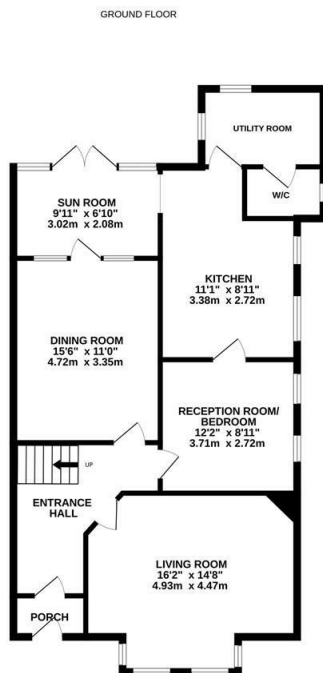 GROUND FLOOR
UTILITY ROOM
W/C
SUN ROOM
9'11" x 6'10"
3.02m x 2.08m
KITCHEN
11'1" x 8'11"
3.38m x 2.72m
DINING ROOM
15'6" x 11'0"
4.72m x 3.35m
RECEPTION ROOM/
BEDROOM
12'2" x 8'11"
3.71m x 2.72m
UP
ENTRANCE
HALL
LIVING ROOM
16'2" x 14'8"
4.93m x 4.47m
PORCH